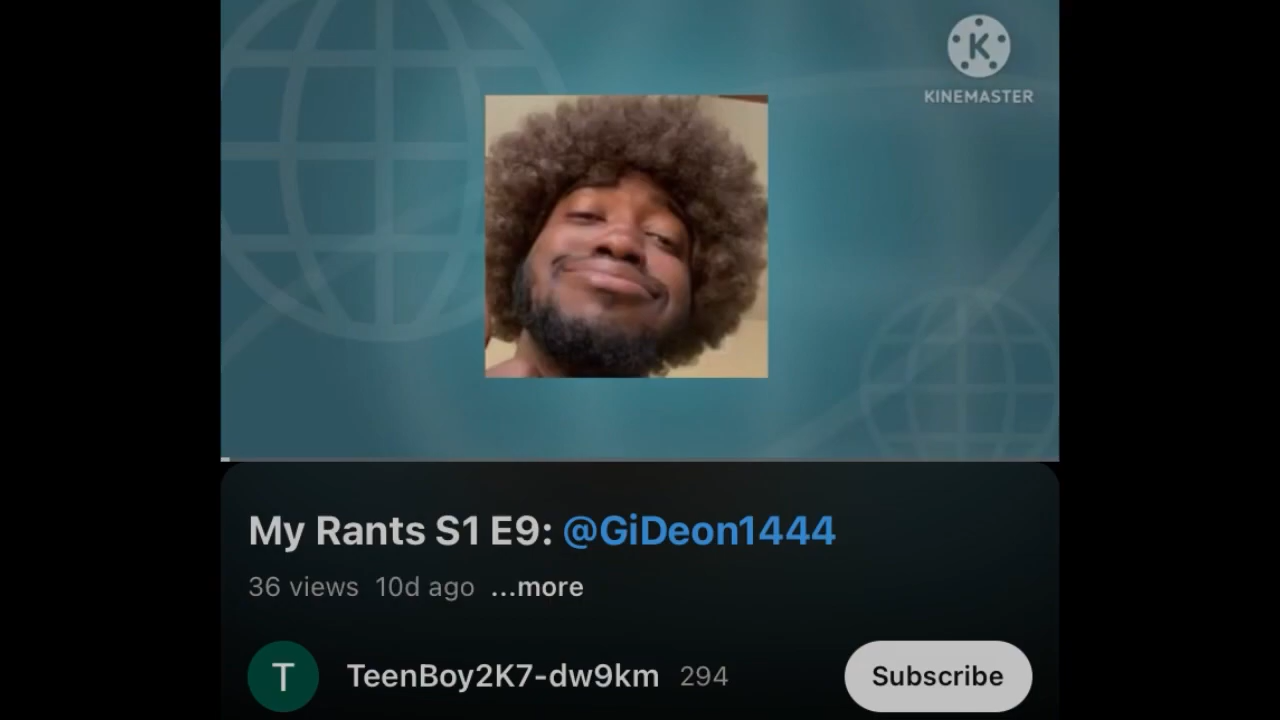 K
KINEMASTER
My Rants S1 E9: @GiDeon1444
36 views 10d ago ...more
T TeenBoy2K7-dw9km 294 Subscribe